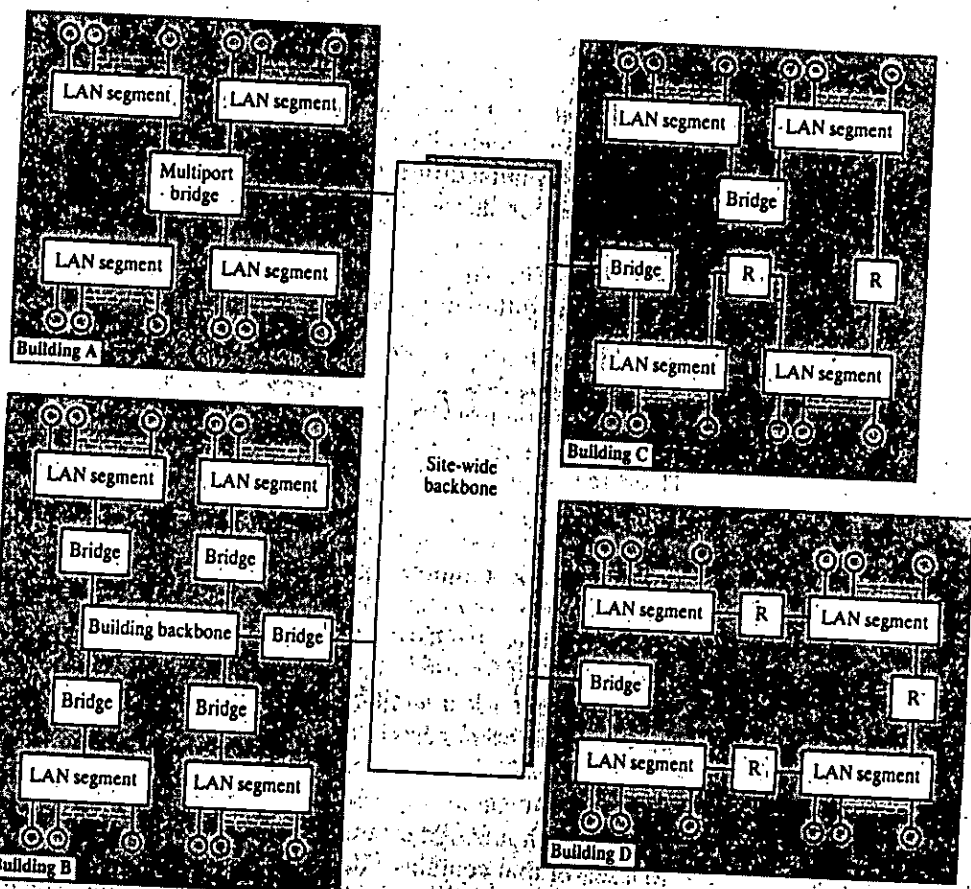 LAN segment
LAN segment
Multiport
bridge
LAN segment
LAN segment
Building A
LAN segment
LAN segment
Bridge
Bridge
Building backbone
Bridge
Bridge
Bridge
LAN segment
LAN segment
Building B
Site-wide
backbone
LAN segment
LAN segment
Bridge
Bridge
R
R
LAN segment
LAN segment
Building C
LAN segment
R
LAN segment
Bridge
R
LAN segment
R
LAN segment
Building D